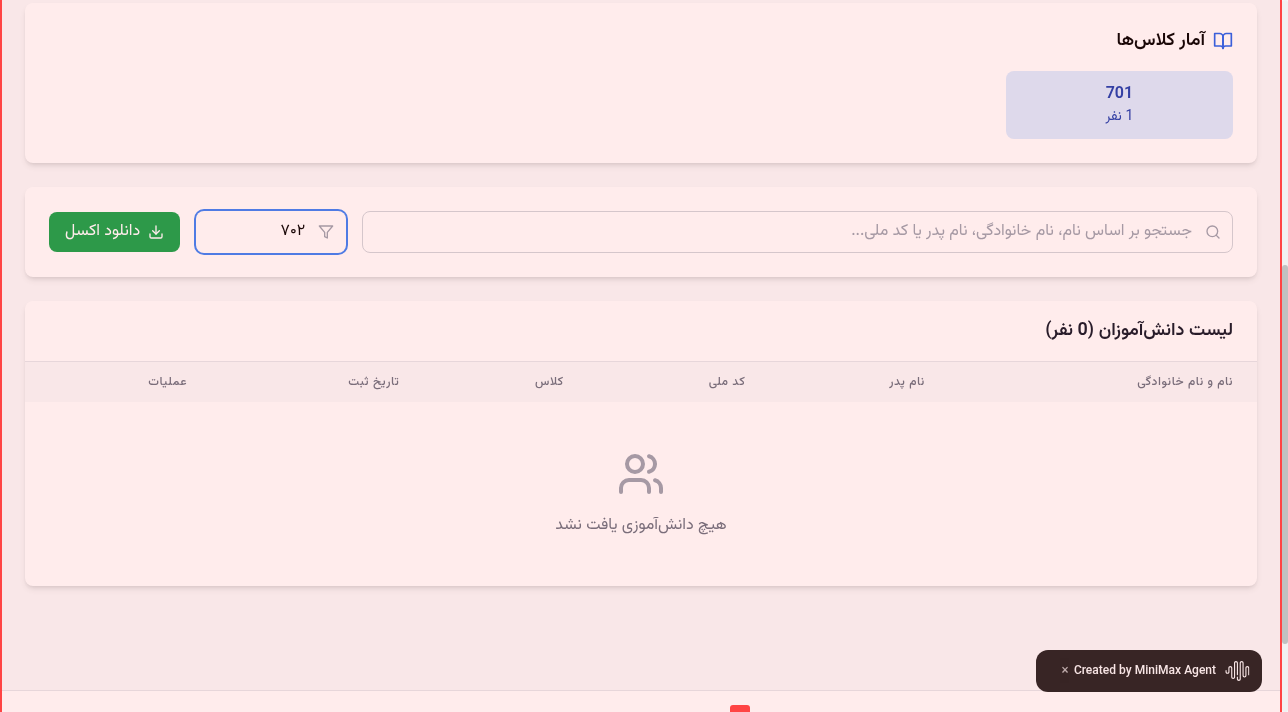 آمار کلاس‌ها
701
1 نفر
جستجو بر اساس نام، نام خانوادگی، نام پدر یا کد ملی...
۷۰۲
دانلود اکسل
لیست دانش‌آموزان (0 نفر)
نام و نام خانوادگی
نام پدر
کد ملی
کلاس
تاریخ ثبت
عملیات
هیچ دانش‌آموزی یافت نشد
Created by MiniMax Agent ×